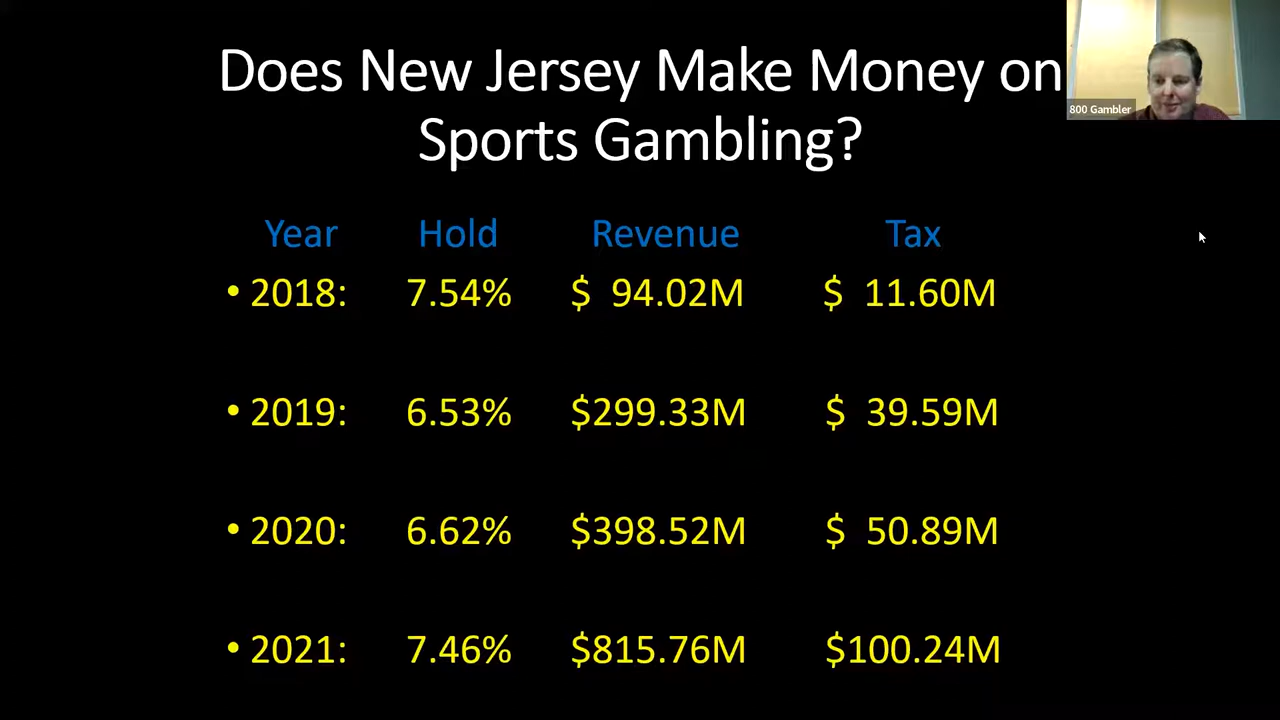 Does New Jersey Make Money on
Sports Gambling?
800 Gambler
Year Hold Revenue Tax
• 2018: 7.54% $ 94.02M $ 11.60M
• 2019: 6.53% $299.33M $ 39.59M
• 2020: 6.62% $398.52M $ 50.89M
• 2021: 7.46% $815.76M $100.24M